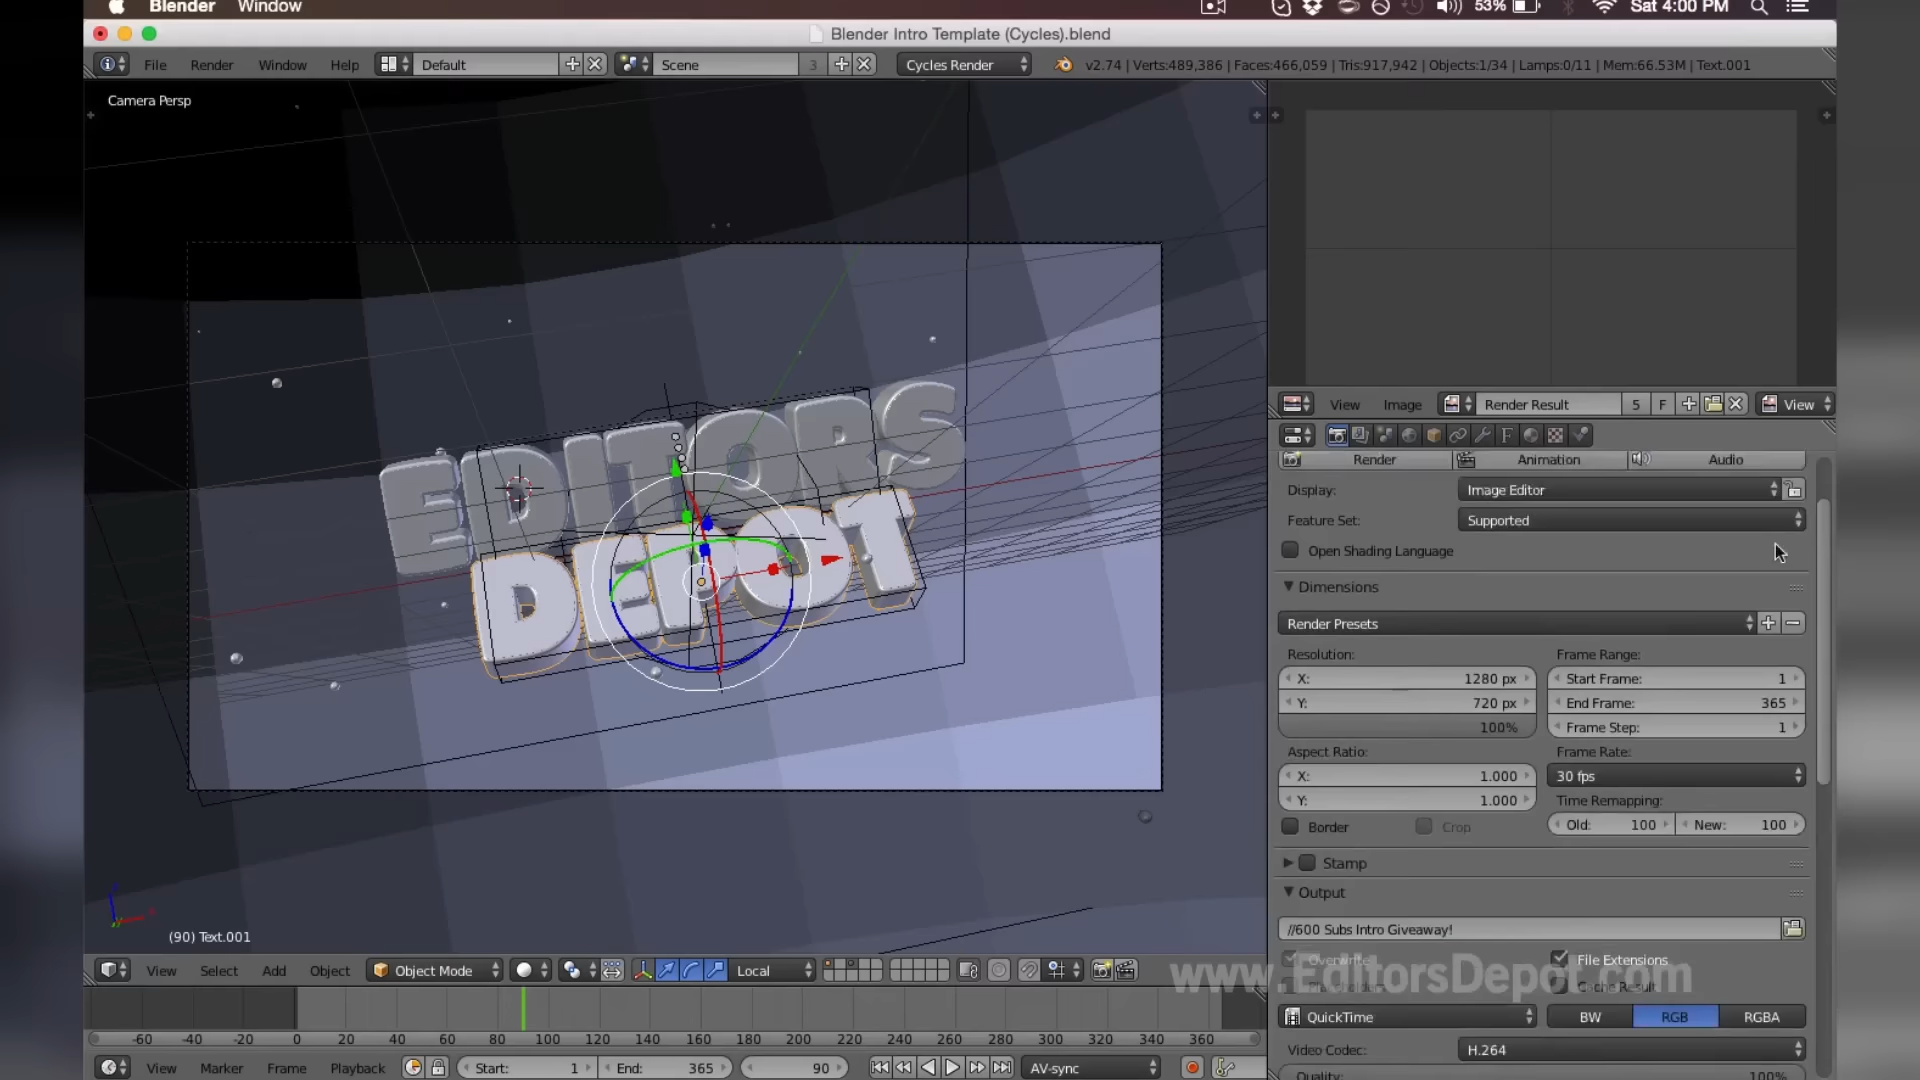 Blender Window 53% Sat 4:00 PM
Blender Intro Template (Cycles).blend
File Render Window Help Default Scene 3 Cycles Render v2.74 | Verts:489,386 | Faces:466,059 | Tris:917,942 | Objects:1/34 | Lamps:0/11 | Mem:66.53M | Text.001
Camera Persp
EDITORS
DEPOT
(90) Text.001
View Image Render Result 5 F View
Render Animation Audio
Display: Image Editor
Feature Set: Supported
Open Shading Language
Dimensions
Render Presets
Resolution: Frame Range:
X: 1280 px Start Frame: 1
Y: 720 px End Frame: 365
100% Frame Step: 1
Aspect Ratio: Frame Rate:
X: 1.000 30 fps
Y: 1.000 Time Remapping:
Border Crop Old: 100 New: 100
Stamp
Output
//600 Subs Intro Giveaway!
Overwrite File Extensions
Cache Result
www.EditorsDepot.com
QuickTime BW RGB RGBA
Video Codec: H.264
Quality: 100%
View Select Add Object Object Mode Local
-60 -40 -20 0 20 40 60 80 100 120 140 160 180 200 220 240 260 280 300 320 340 360
View Marker Frame Playback Start: 1 End: 365 90 AV-sync